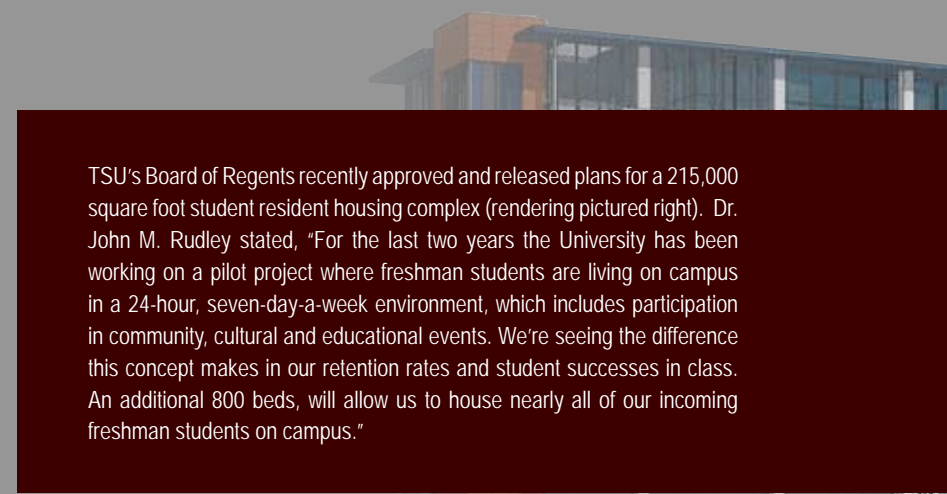 TSU's Board of Regents recently approved and released plans for a 215,000
square foot student resident housing complex (rendering pictured right).  Dr.
John M. Rudley stated, “For the last two years the University has been
working on a pilot project where freshman students are living on campus
in a 24-hour, seven-day-a-week environment, which includes participation
in community, cultural and educational events. We're seeing the difference
this concept makes in our retention rates and student successes in class.
An additional 800 beds, will allow us to house nearly all of our incoming
freshman students on campus.”